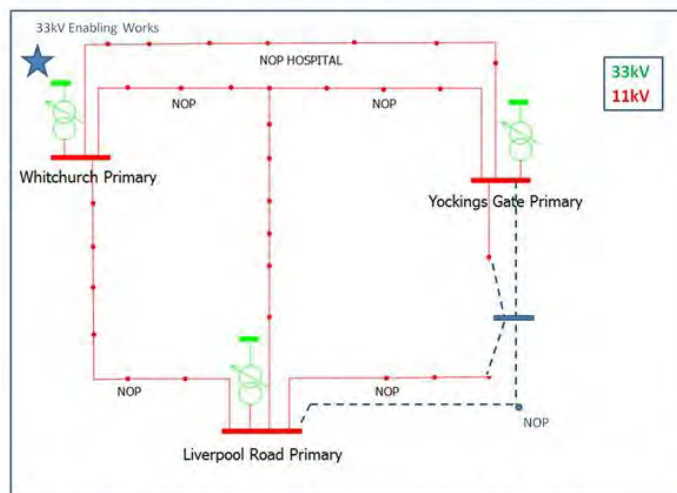 33kV Enabling Works
NOP HOSPITAL
33kV
11kV
NOP
NOP
Whitchurch Primary
Yockings Gate Primary
NOP
NOP
NOP
Liverpool Road Primary